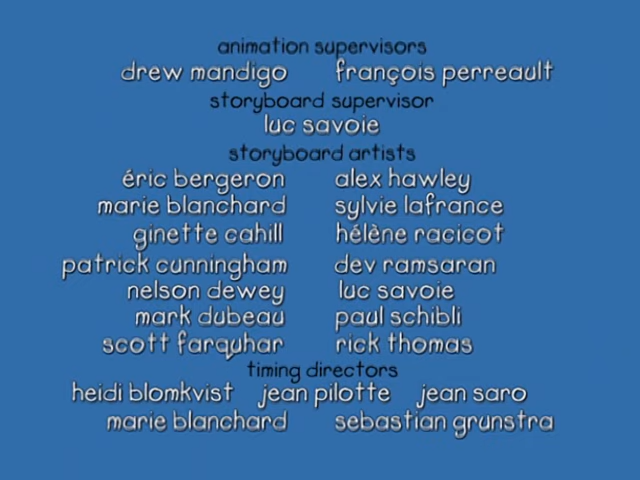 animation supervisors
drew mandigo françois perreault
storyboard supervisor
luc savoie
storyboard artists
éric bergeron alex hawley
marie blanchard sylvie lafrance
ginette cahill hélène racicot
patrick cunningham dev ramsaran
nelson dewey luc savoie
mark dubeau paul schibli
scott farquhar rick thomas
timing directors
heidi blomkvist jean pilotte jean saro
marie blanchard sebastian grunstra